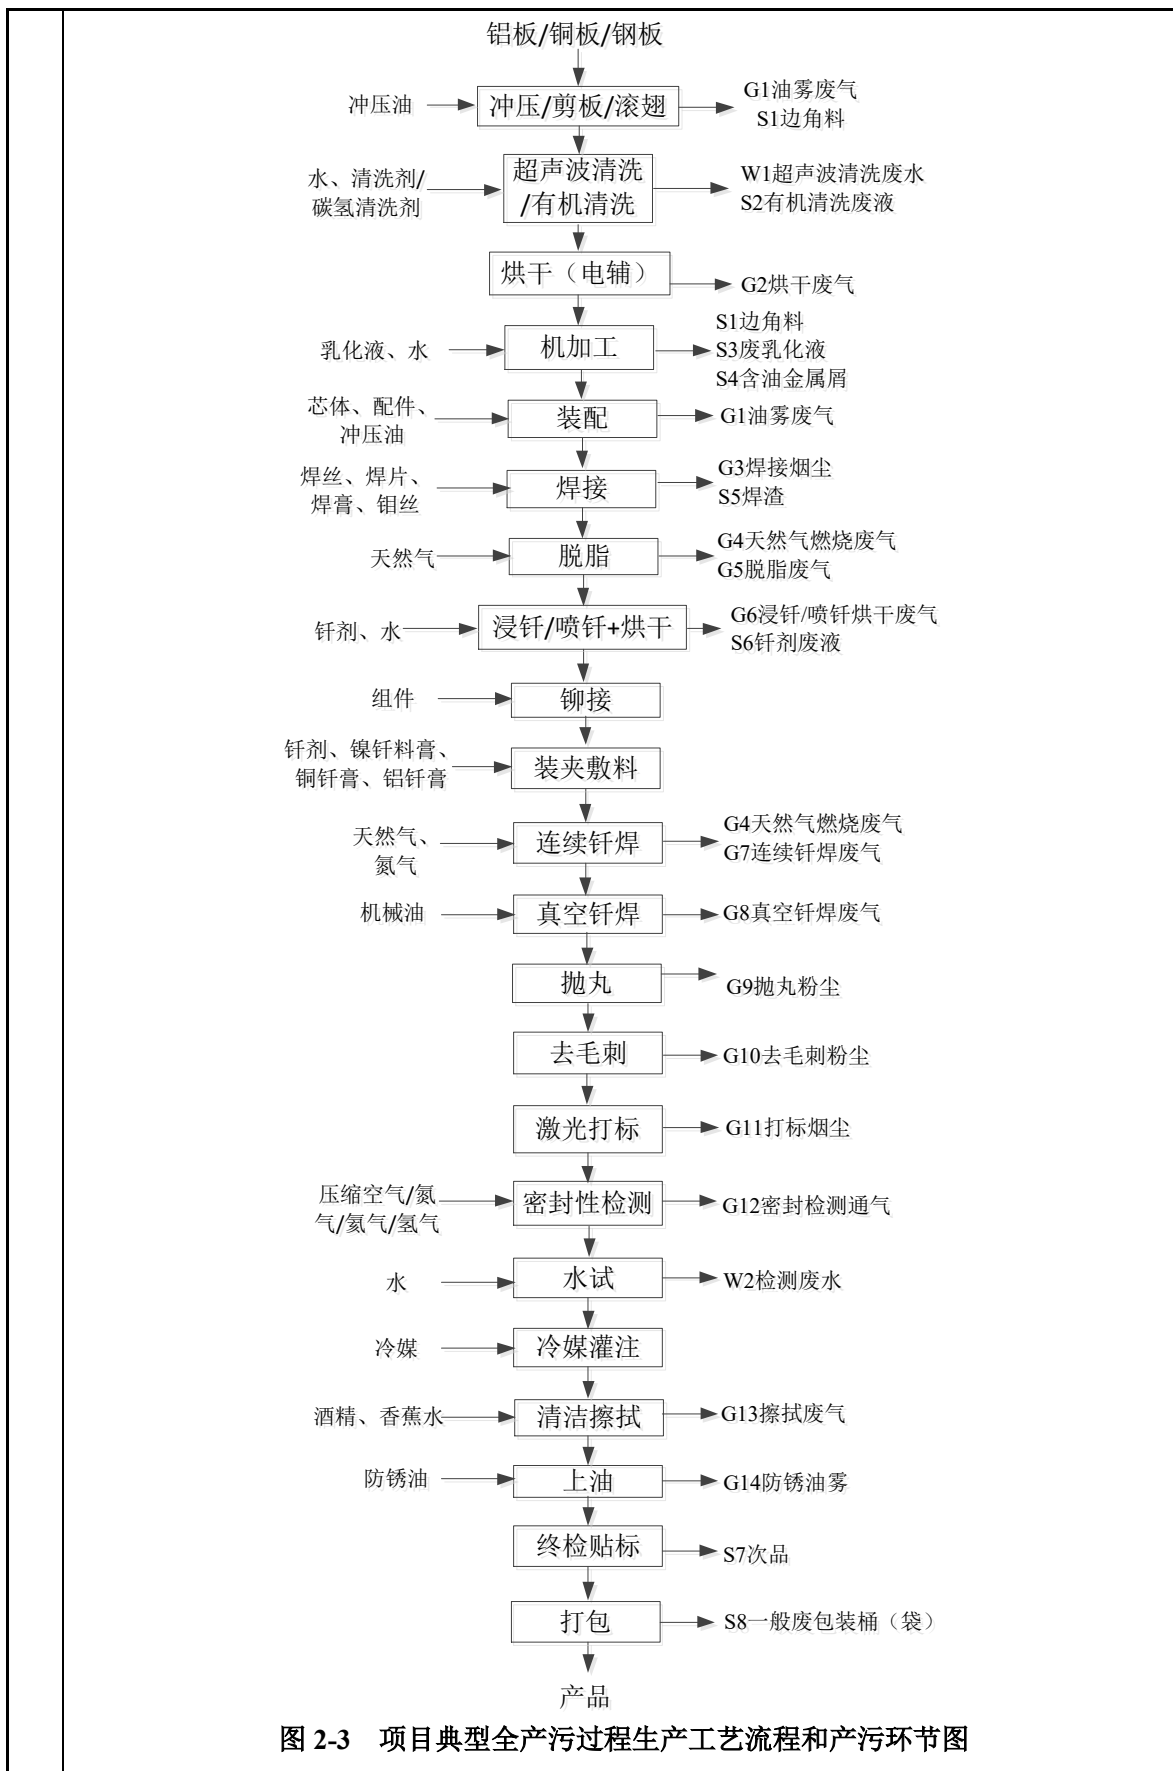 铝板/铜板/钢板
冲压油
冲压/剪板/滚翅
G1油雾废气
S1边角料
水、清洗剂/
碳氢清洗剂
超声波清洗
/有机清洗
W1超声波清洗废水
S2有机清洗废液
烘干（电辅）
G2烘干废气
乳化液、水
机加工
S1边角料
S3废乳化液
S4含油金属屑
芯体、配件、
冲压油
装配
G1油雾废气
焊丝、焊片、
焊膏、钼丝
焊接
G3焊接烟尘
S5焊渣
天然气
脱脂
G4天然气燃烧废气
G5脱脂废气
钎剂、水
浸钎/喷钎+烘干
G6浸钎/喷钎烘干废气
S6钎剂废液
组件
铆接
钎剂、镍钎料膏、
铜钎膏、铝钎膏
装夹敷料
天然气、
氮气
连续钎焊
G4天然气燃烧废气
G7连续钎焊废气
机械油
真空钎焊
G8真空钎焊废气
抛丸
G9抛丸粉尘
去毛刺
G10去毛刺粉尘
激光打标
G11打标烟尘
压缩空气/氮
气/氦气/氢气
密封性检测
G12密封检测通气
水
水试
W2检测废水
冷媒
冷媒灌注
酒精、香蕉水
清洁擦拭
G13擦拭废气
防锈油
上油
G14防锈油雾
终检贴标
S7次品
打包
S8一般废包装桶（袋）
产品
图 2-3 项目典型全产污过程生产工艺流程和产污环节图